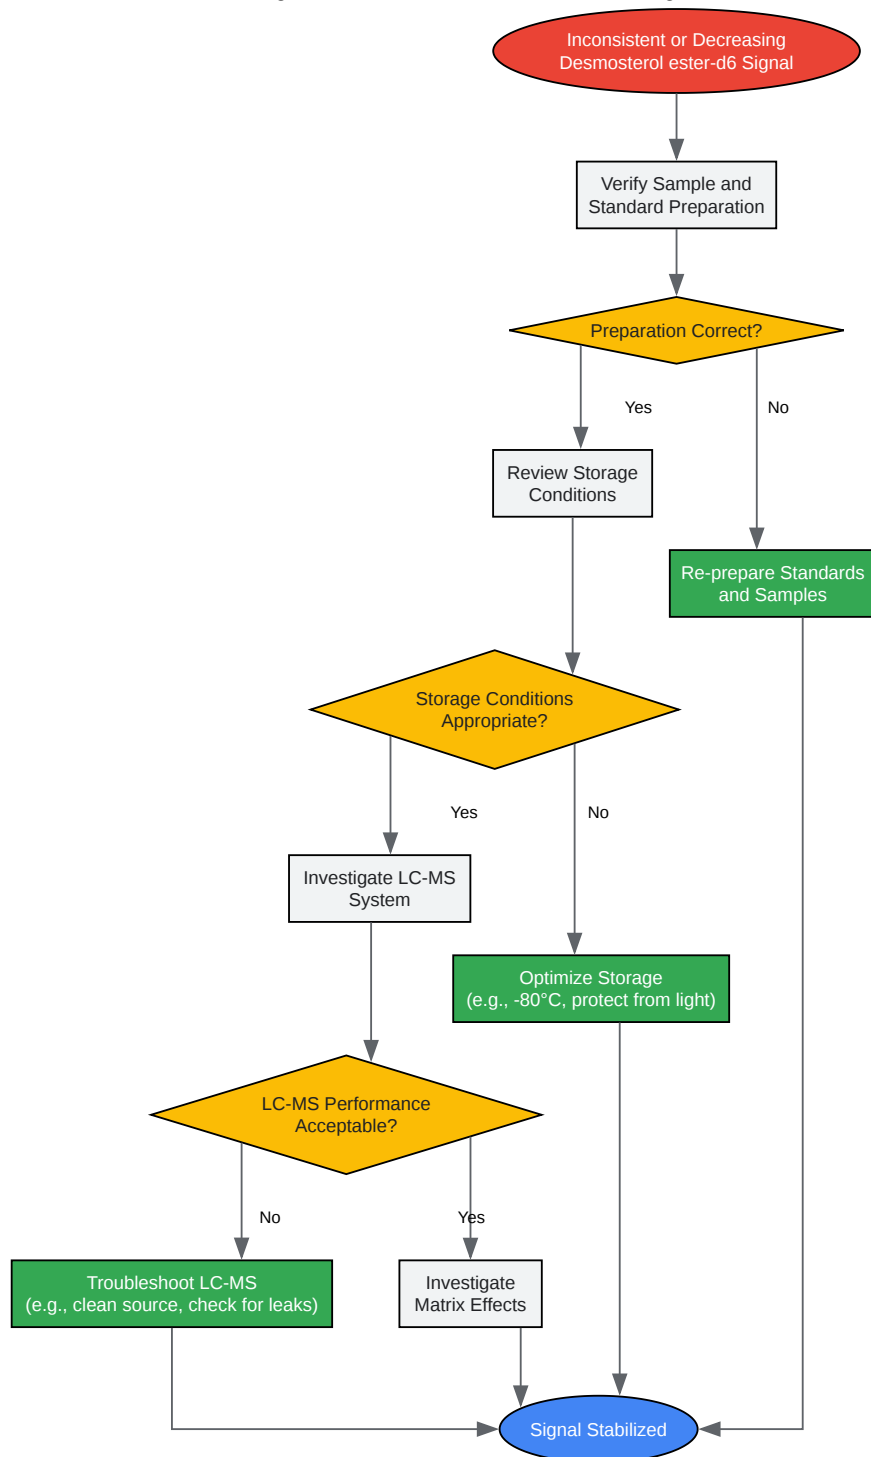 Inconsistent or Decreasing
Desmosterol ester-d6 Signal
Verify Sample and
Standard Preparation
Preparation Correct?
Yes
No
Review Storage
Conditions
Re-prepare Standards
and Samples
Storage Conditions
Appropriate?
Yes
No
Investigate LC-MS
System
Optimize Storage
(e.g., -80°C, protect from light)
LC-MS Performance
Acceptable?
No
Yes
Troubleshoot LC-MS
(e.g., clean source, check for leaks)
Investigate
Matrix Effects
Signal Stabilized